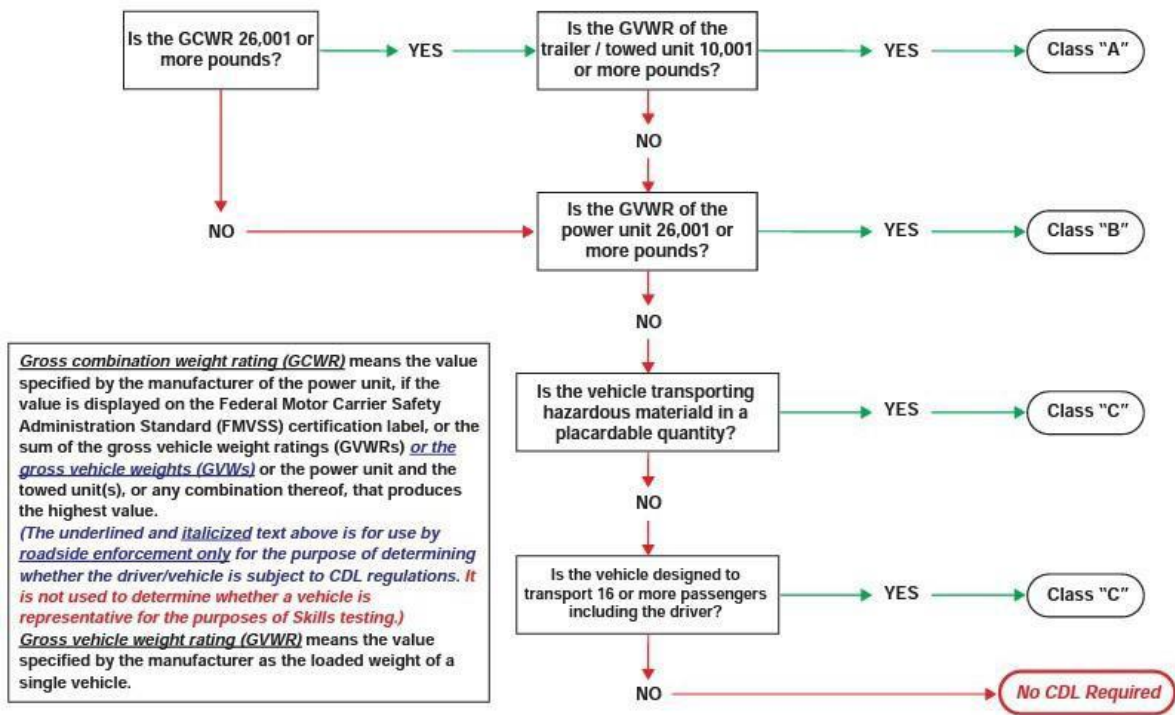 Is the GCWR 26,001 or
more pounds?
YES
Is the GVWR of the
trailer / towed unit 10,001
or more pounds?
YES
Class "A"
NO
NO
Is the GVWR of the
power unit 26,001 or
more pounds?
YES
Class "B"
NO
Gross combination weight rating (GCWR) means the value
specified by the manufacturer of the power unit, if the
value is displayed on the Federal Motor Carrier Safety
Administration Standard (FMVSS) certification label, or the
sum of the gross vehicle weight ratings (GVWRs) or the
gross vehicle weights (GVWs) or the power unit and the
towed unit(s), or any combination thereof, that produces
the highest value.
(The underlined and italicized text above is for use by
roadside enforcement only for the purpose of determining
whether the driver/vehicle is subject to CDL regulations. It
is not used to determine whether a vehicle is
representative for the purposes of Skills testing.)
Gross vehicle weight rating (GVWR) means the value
specified by the manufacturer as the loaded weight of a
single vehicle.
Is the vehicle transporting
hazardous materiald in a
placardable quantity?
YES
Class "C"
NO
Is the vehicle designed to
transport 16 or more passengers
including the driver?
YES
Class "C"
NO
No CDL Required